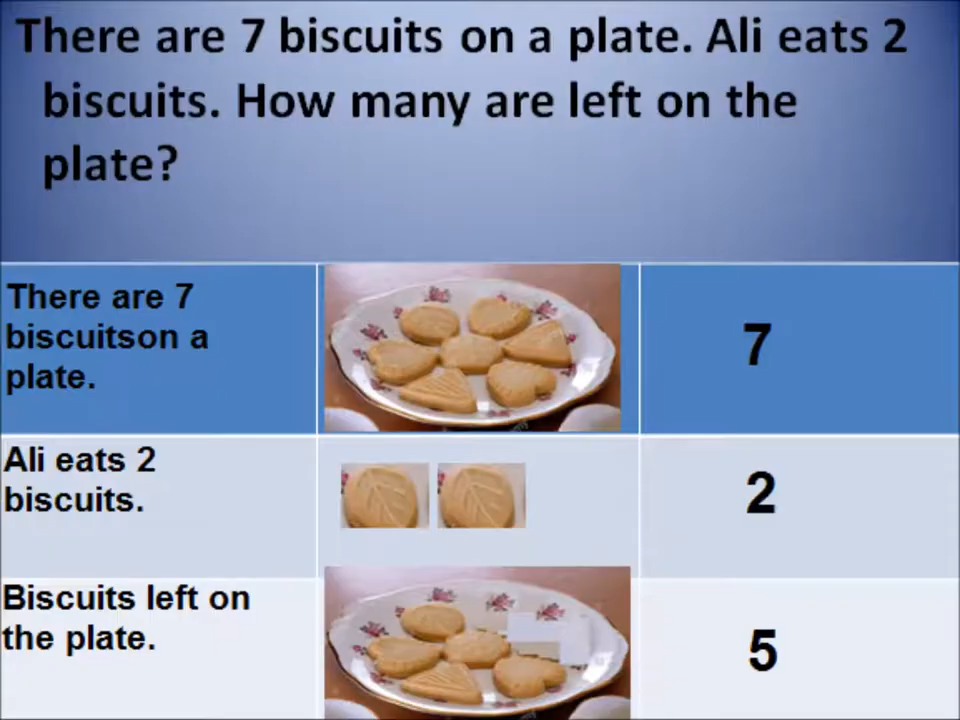 There are 7 biscuits on a plate. Ali eats 2
biscuits. How many are left on the
plate?
There are 7
biscuitson a
plate.
7
Ali eats 2
biscuits.
2
Biscuits left on
the plate.
5